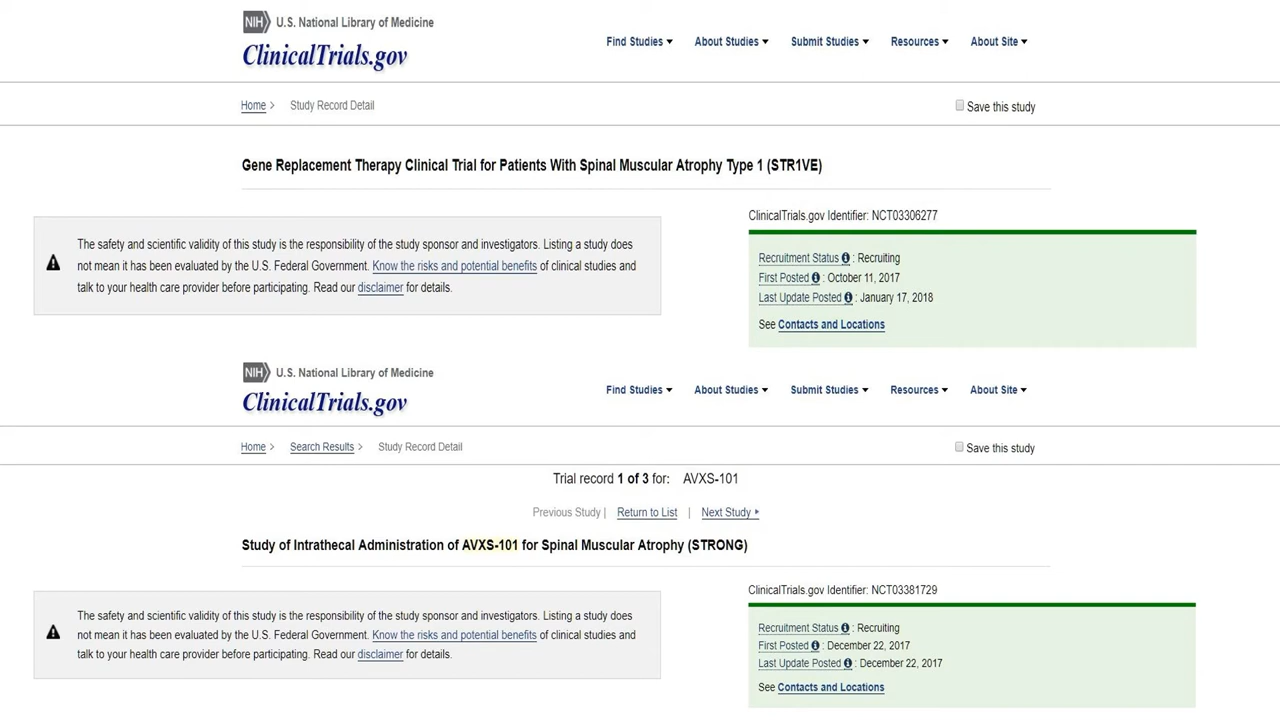 NIH U.S. National Library of Medicine
ClinicalTrials.gov
Find Studies About Studies Submit Studies Resources About Site
Home > Study Record Detail
Save this study
Gene Replacement Therapy Clinical Trial for Patients With Spinal Muscular Atrophy Type 1 (STR1VE)
The safety and scientific validity of this study is the responsibility of the study sponsor and investigators. Listing a study does
not mean it has been evaluated by the U.S. Federal Government. Know the risks and potential benefits of clinical studies and
talk to your health care provider before participating. Read our disclaimer for details.
ClinicalTrials.gov Identifier: NCT03306277
Recruitment Status : Recruiting
First Posted : October 11, 2017
Last Update Posted : January 17, 2018
See Contacts and Locations
NIH U.S. National Library of Medicine
ClinicalTrials.gov
Find Studies About Studies Submit Studies Resources About Site
Home > Search Results > Study Record Detail
Save this study
Trial record 1 of 3 for: AVXS-101
Previous Study | Return to List | Next Study
Study of Intrathecal Administration of AVXS-101 for Spinal Muscular Atrophy (STRONG)
The safety and scientific validity of this study is the responsibility of the study sponsor and investigators. Listing a study does
not mean it has been evaluated by the U.S. Federal Government. Know the risks and potential benefits of clinical studies and
talk to your health care provider before participating. Read our disclaimer for details.
ClinicalTrials.gov Identifier: NCT03381729
Recruitment Status : Recruiting
First Posted : December 22, 2017
Last Update Posted : December 22, 2017
See Contacts and Locations